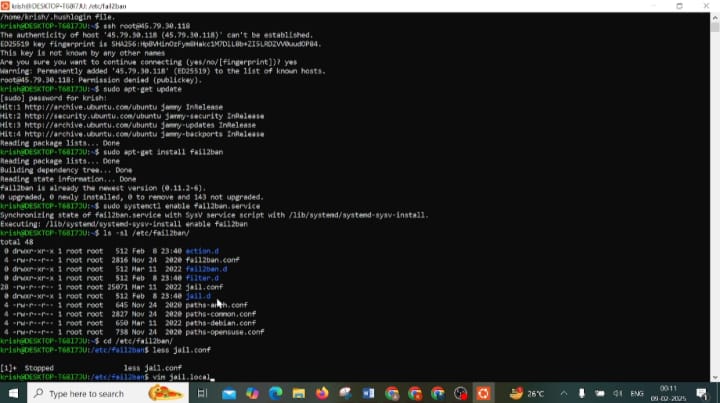 krish@DESKTOP-T68I7JU: /etc/fail2ban
/home/krish/.hushlogin file.
krish@DESKTOP-T68I7JU:~$ ssh root@45.79.30.118
The authenticity of host '45.79.30.118 (45.79.30.118)' can't be established.
ED25519 key fingerprint is
This key is not known by any other names
Are you sure you want to continue connecting (yes/no/[fingerprint])? yes
Warning: Permanently added '45.79.30.118' (ED25519) to the list of known hosts.
root@45.79.30.118: Permission denied (publickey).
krish@DESKTOP-T68I7JU:~$ sudo apt-get update
[sudo] password for krish:
Hit:1 http://archive.ubuntu.com/ubuntu jammy InRelease
Hit:2 http://security.ubuntu.com/ubuntu jammy-security InRelease
Hit:3 http://archive.ubuntu.com/ubuntu jammy-updates InRelease
Hit:4 http://archive.ubuntu.com/ubuntu jammy-backports InRelease
Reading package lists... Done
krish@DESKTOP-T68I7JU:~$ sudo apt-get install fail2ban
Reading package lists... Done
Building dependency tree... Done
Reading state information... Done
fail2ban is already the newest version (0.11.2-6).
0 upgraded, 0 newly installed, 0 to remove and 143 not upgraded.
krish@DESKTOP-T68I7JU:~$ sudo systemctl enable fail2ban.service
Synchronizing state of fail2ban.service with SysV service script with /lib/systemd/systemd-sysv-install.
Executing: /lib/systemd/systemd-sysv-install enable fail2ban
krish@DESKTOP-T68I7JU:~$ ls -sl /etc/fail2ban/
total 48
0 drwxr-xr-x 1 root root 512 Feb 8 23:40 action.d
4 -rw-r--r-- 1 root root 2816 Nov 24 2020 fail2ban.conf
0 drwxr-xr-x 1 root root 512 Mar 11 2022 fail2ban.d
0 drwxr-xr-x 1 root root 512 Feb 8 23:40 filter.d
28 -rw-r--r-- 1 root root 25071 Mar 11 2022 jail.conf
0 drwxr-xr-x 1 root root 512 Feb 8 23:40 jail.d
4 -rw-r--r-- 1 root root 645 Nov 24 2020 paths-arch.conf
4 -rw-r--r-- 1 root root 2827 Nov 24 2020 paths-common.conf
4 -rw-r--r-- 1 root root 650 Mar 11 2022 paths-debian.conf
4 -rw-r--r-- 1 root root 738 Nov 24 2020 paths-opensuse.conf
krish@DESKTOP-T68I7JU:~$ cd /etc/fail2ban/
krish@DESKTOP-T68I7JU:/etc/fail2ban$ less jail.conf
[1]+ Stopped less jail.conf
krish@DESKTOP-T68I7JU:/etc/fail2ban$ vim jail.local
Type here to search
26°C
ENG
00:11
09-02-2025